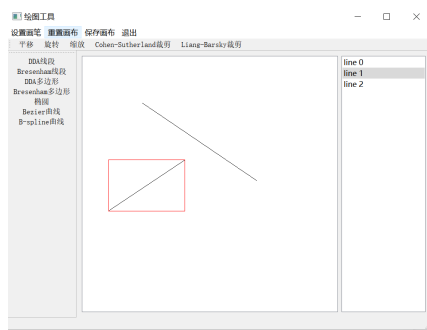 绘图工具
设置画笔 重置画布 保存画布 退出
平移 旋转 缩放 Cohen-Sutherland裁剪 Liang-Barsky裁剪
DDA线段
Bresenham线段
DDA多边形
Bresenham多边形
椭圆
Bezier曲线
B-spline曲线
line 0
line 1
line 2